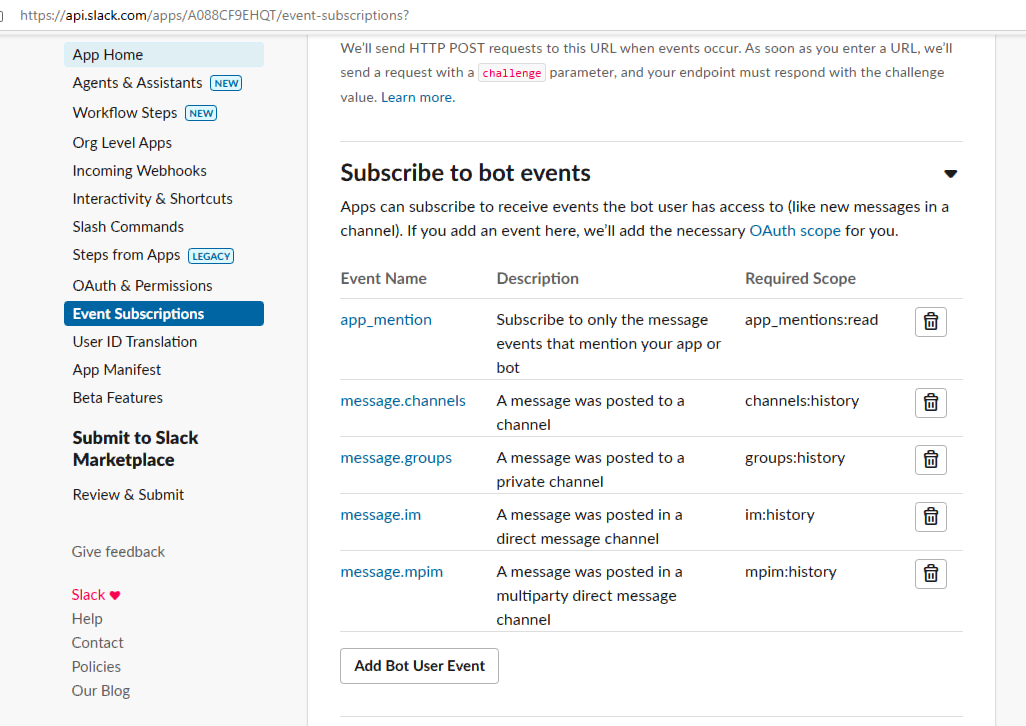 https://api.slack.com/apps/A088CF9EHQT/event-subscriptions?
App Home
Agents & Assistants NEW
Workflow Steps NEW
Org Level Apps
Incoming Webhooks
Interactivity & Shortcuts
Slash Commands
Steps from Apps LEGACY
OAuth & Permissions
Event Subscriptions
User ID Translation
App Manifest
Beta Features
Submit to Slack
Marketplace
Review & Submit
Give feedback
Slack ♥
Help
Contact
Policies
Our Blog
We’ll send HTTP POST requests to this URL when events occur. As soon as you enter a URL, we’ll
send a request with a challenge parameter, and your endpoint must respond with the challenge
value. Learn more.
Subscribe to bot events
Apps can subscribe to receive events the bot user has access to (like new messages in a
channel). If you add an event here, we’ll add the necessary OAuth scope for you.
Event Name Description Required Scope
app_mention Subscribe to only the message app_mentions:read
events that mention your app or
bot
message.channels A message was posted to a channels:history
channel
message.groups A message was posted to a groups:history
private channel
message.im A message was posted in a im:history
direct message channel
message.mpim A message was posted in a mpim:history
multiparty direct message
channel
Add Bot User Event